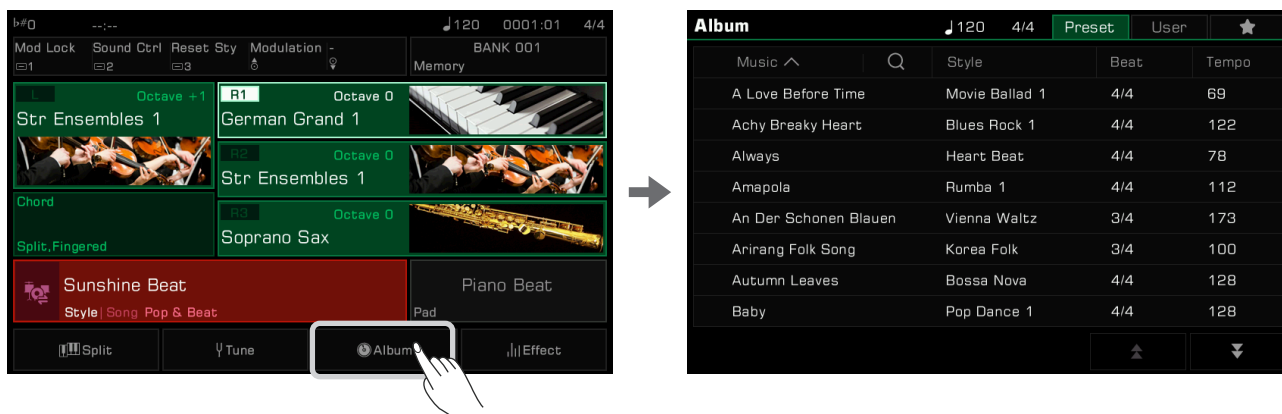 ♭#0 --:-- ♩120 0001:01 4/4
Mod Lock Sound Ctrl Reset Sty Modulation - BANK 001
1 2 3 Memory
L Octave +1 R1 Octave 0
Str Ensembles 1 German Grand 1
R2 Octave 0
Str Ensembles 1
Chord
R3 Octave 0
Soprano Sax
Split,Fingered
Sunshine Beat Piano Beat
Style| Song Pop & Beat Pad
Split Tune Album Effect
Album ♩120 4/4 Preset User ★
Music Style Beat Tempo
A Love Before Time Movie Ballad 1 4/4 69
Achy Breaky Heart Blues Rock 1 4/4 122
Always Heart Beat 4/4 78
Amapola Rumba 1 4/4 112
An Der Schonen Blauen Vienna Waltz 3/4 173
Arirang Folk Song Korea Folk 3/4 100
Autumn Leaves Bossa Nova 4/4 128
Baby Pop Dance 1 4/4 128